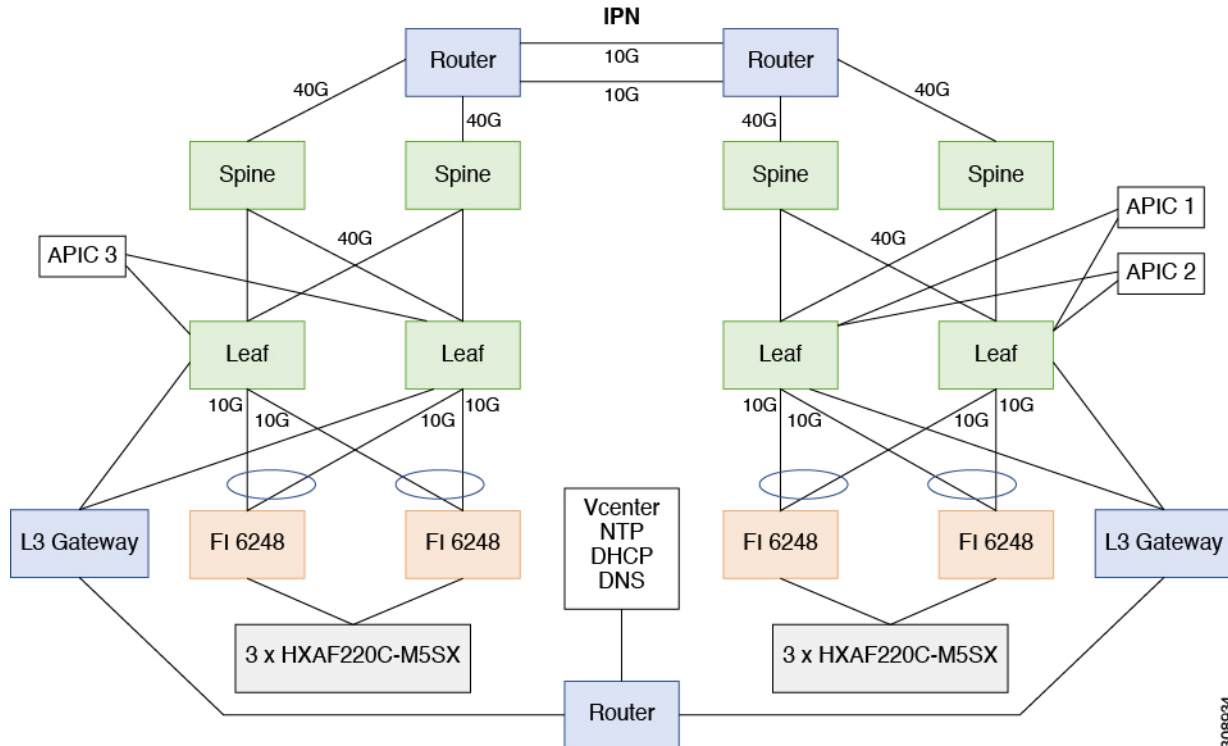 IPN
Router
10G
10G
Router
40G
40G
40G
40G
Spine
Spine
Spine
Spine
APIC 1
APIC 3
40G
40G
APIC 2
Leaf
Leaf
Leaf
Leaf
10G
10G
10G
10G
10G
10G
10G
10G
L3 Gateway
FI 6248
FI 6248
Vcenter
NTP
DHCP
DNS
FI 6248
FI 6248
L3 Gateway
3 x HXAF220C-M5SX
3 x HXAF220C-M5SX
Router
308934